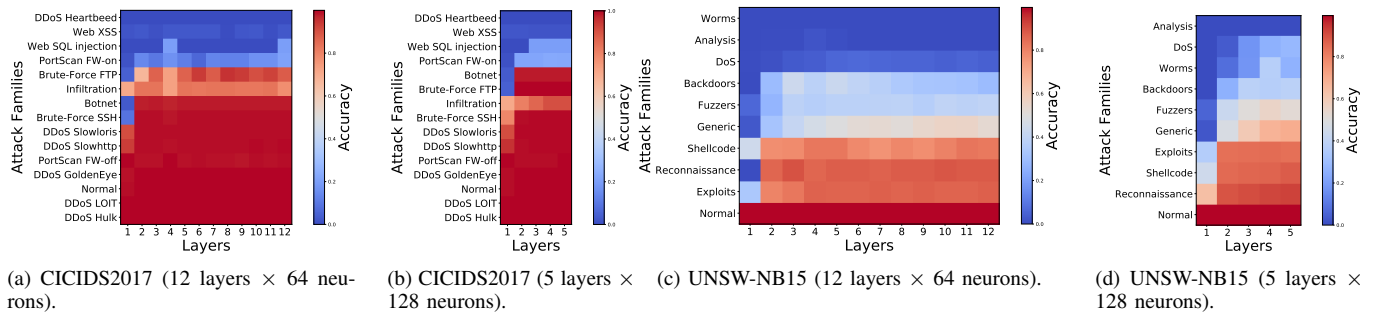 DDoS Heartbeed
Web XSS
Web SQL injection
PortScan FW-on
Brute-Force FTP
Infiltration
Botnet
Brute-Force SSH
DDoS Slowloris
DDoS Slowhttp
PortScan FW-off
DDoS GoldenEye
Normal
DDoS LOIT
DDoS Hulk
Attack Families
1 2 3 4 5 6 7 8 9 10 11 12
Layers
0.8
0.6
0.4
0.2
0.0
Accuracy
(a) CICIDS2017 (12 layers × 64 neu-
rons).
DDoS Heartbeed
Web XSS
Web SQL injection
PortScan FW-on
Botnet
Brute-Force FTP
Infiltration
Brute-Force SSH
DDoS Slowloris
DDoS Slowhttp
PortScan FW-off
DDoS GoldenEye
Normal
DDoS LOIT
DDoS Hulk
Attack Families
1 2 3 4 5
Layers
1.0
0.8
0.6
0.4
0.2
0.0
Accuracy
(b) CICIDS2017 (5 layers ×
128 neurons).
Worms
Analysis
DoS
Backdoors
Fuzzers
Generic
Shellcode
Reconnaissance
Exploits
Normal
Attack Families
1 2 3 4 5 6 7 8 9 10 11 12
Layers
0.8
0.6
0.4
0.2
0.0
Accuracy
(c) UNSW-NB15 (12 layers × 64 neurons).
Analysis
DoS
Worms
Backdoors
Fuzzers
Generic
Exploits
Shellcode
Reconnaissance
Normal
Attack Families
1 2 3 4 5
Layers
0.8
0.6
0.4
0.2
0.0
Accuracy
(d) UNSW-NB15 (5 layers ×
128 neurons).